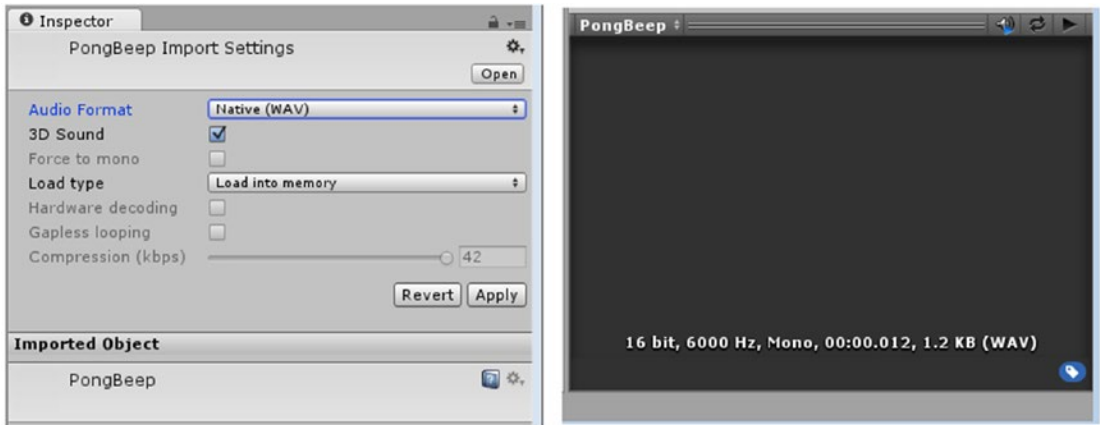 Inspector
PongBeep Import Settings
Open
Audio Format Native (WAV)
3D Sound
Force to mono
Load type Load into memory
Hardware decoding
Gapless looping
Compression (kbps) 42
Revert Apply
Imported Object
PongBeep
PongBeep
16 bit, 6000 Hz, Mono, 00:00.012, 1.2 KB (WAV)